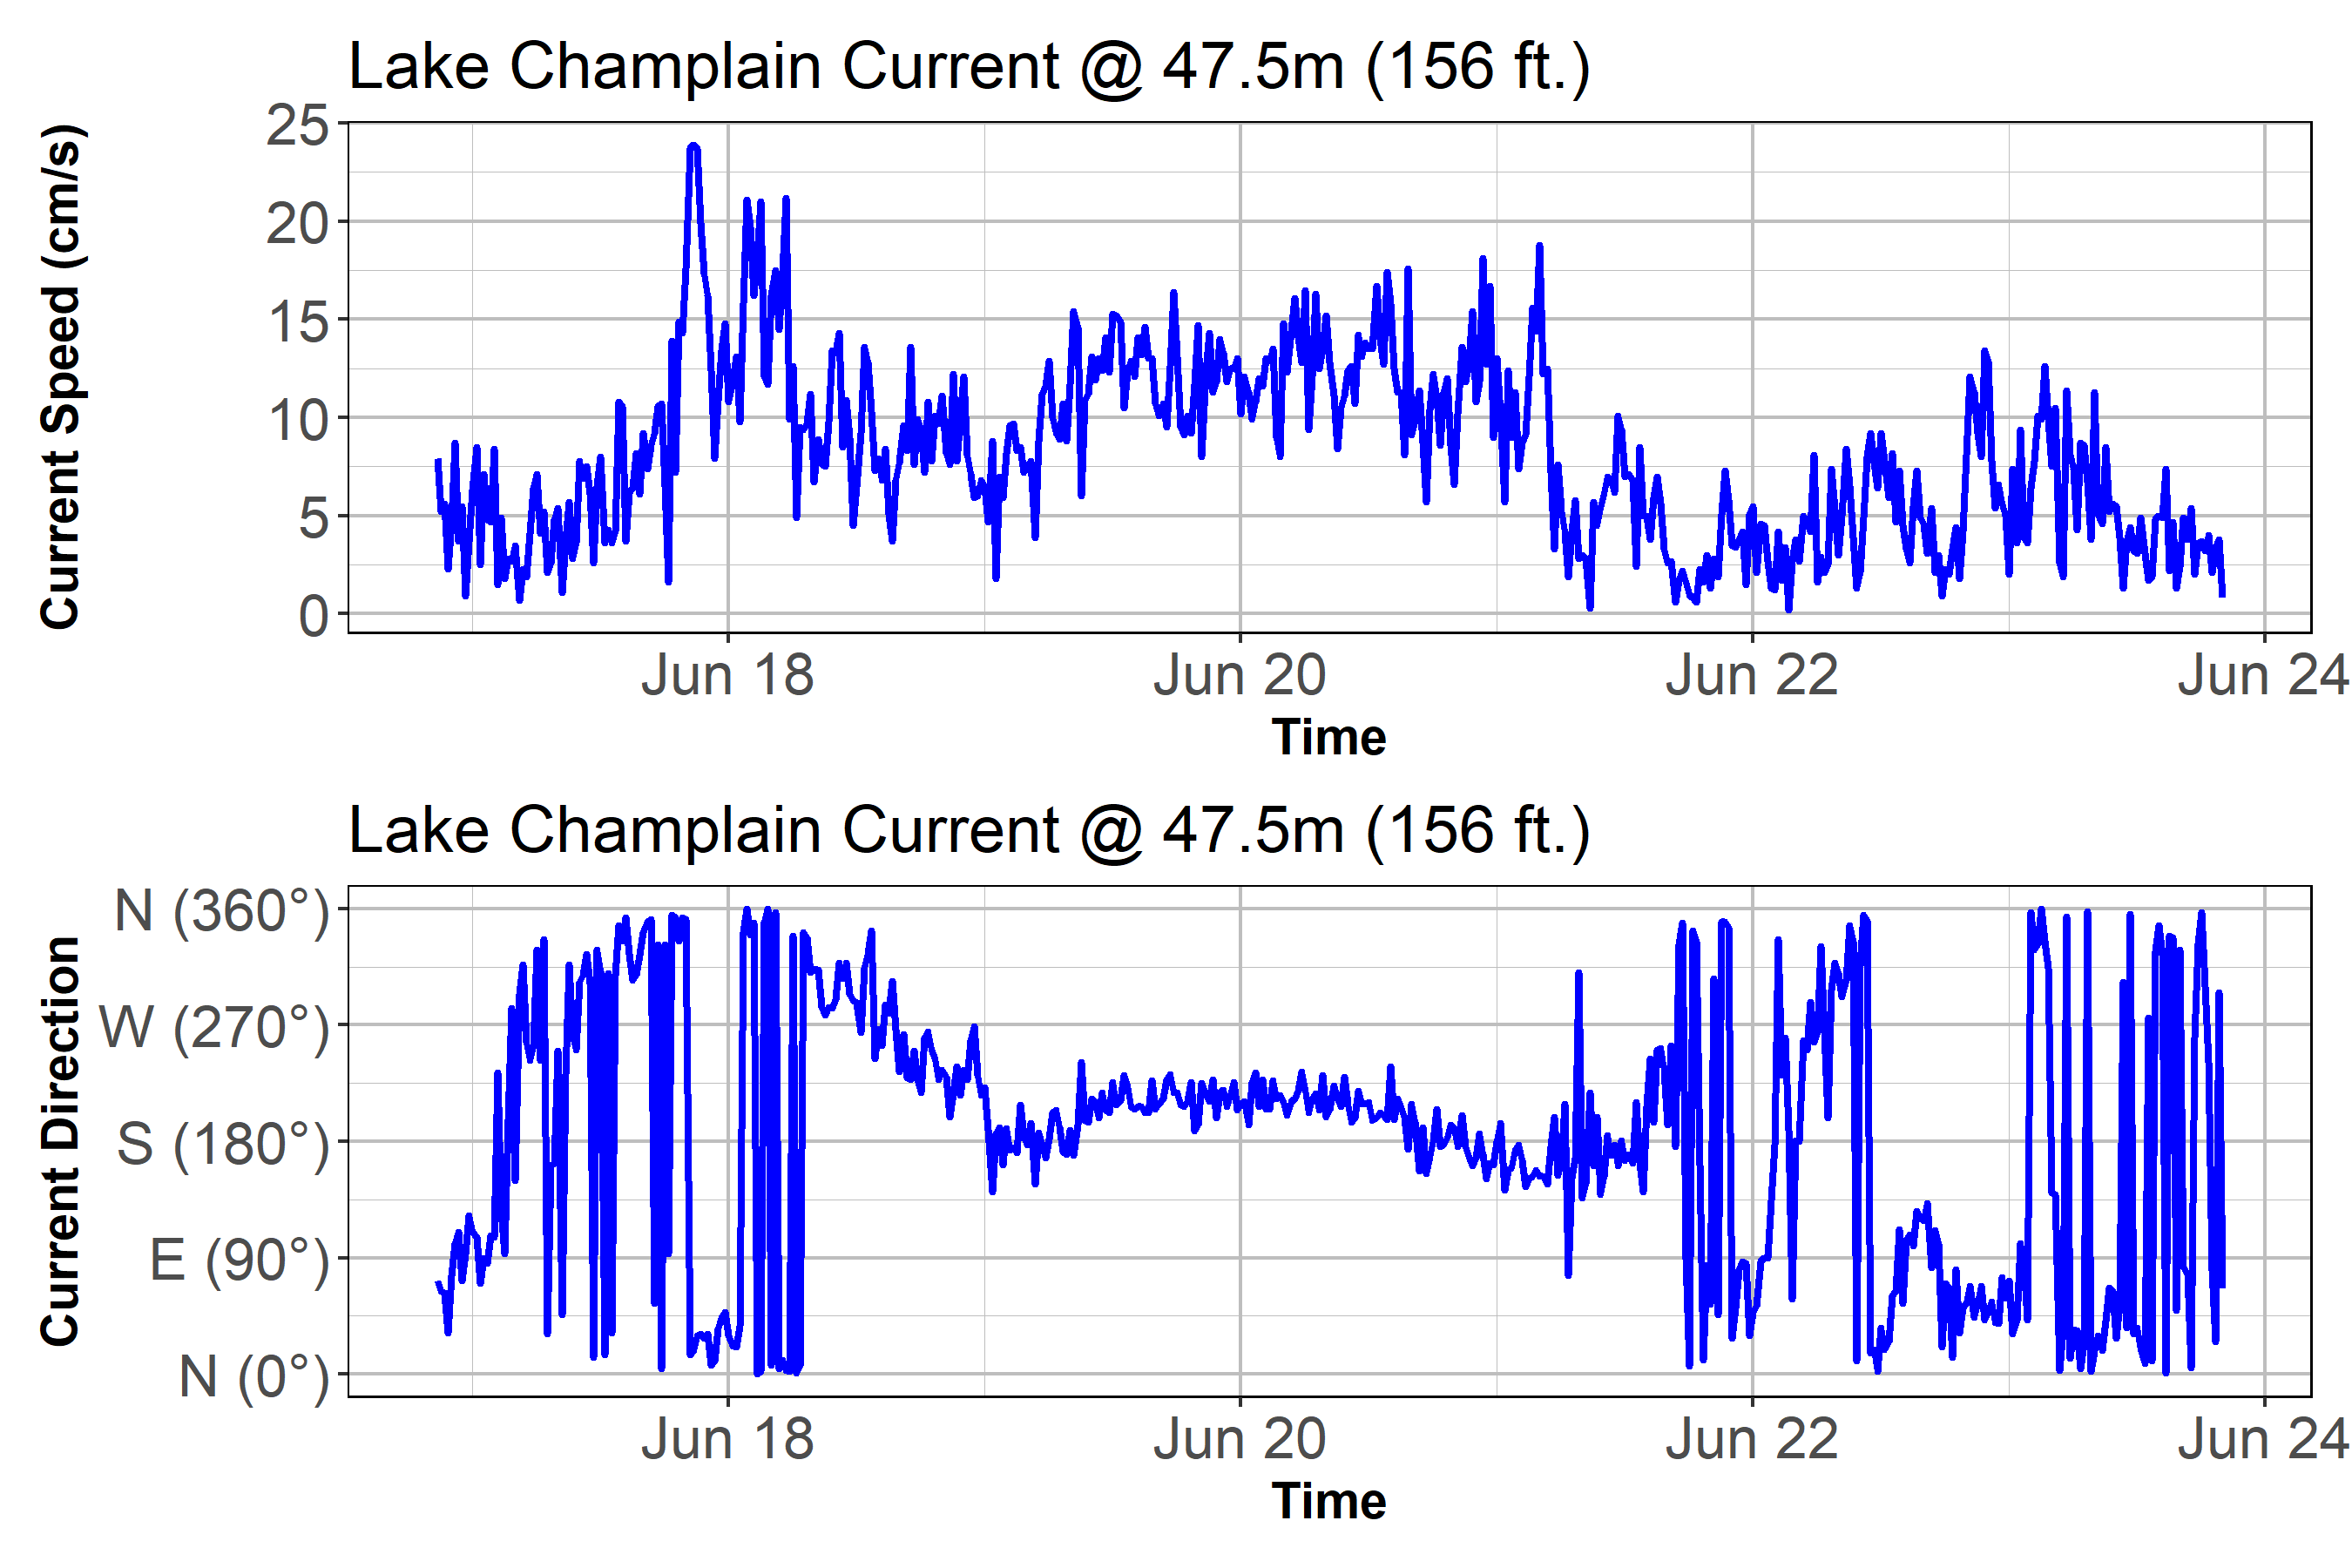 Lake Champlain Current @ 47.5m (156 ft.)
Current Speed (cm/s)
25
20
15
10
5
0
Jun 18 Jun 20 Jun 22 Jun 24
Time
Lake Champlain Current @ 47.5m (156 ft.)
Current Direction
N (360°)
W (270°)
S (180°)
E (90°)
N (0°)
Jun 18 Jun 20 Jun 22 Jun 24
Time